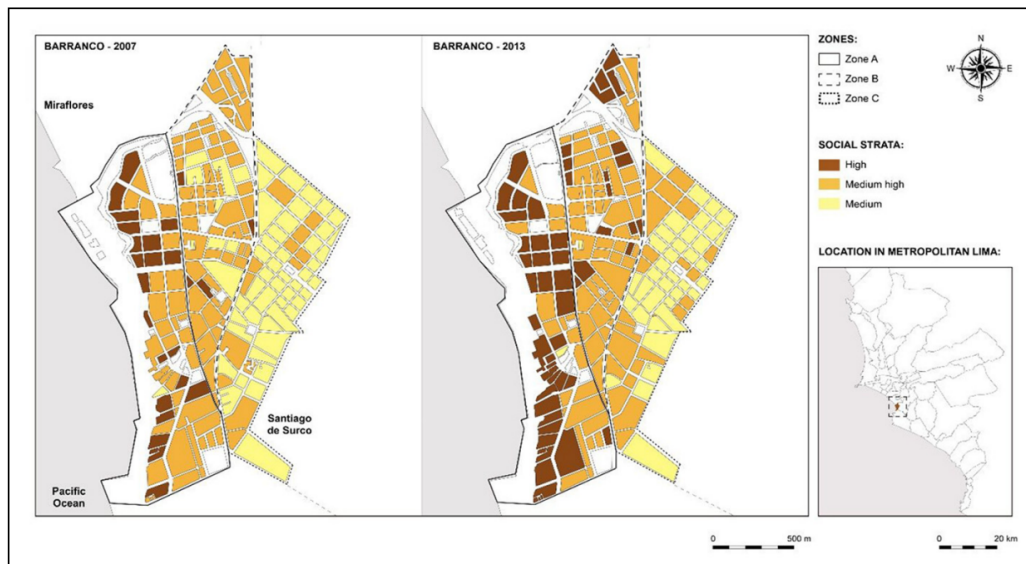 BARRANCO - 2007
Miraflores
Santiago
de Surco
Pacific
Ocean
BARRANCO - 2013
ZONES:
Zone A
Zone B
Zone C
N
W
E
S
SOCIAL STRATA:
High
Medium high
Medium
LOCATION IN METROPOLITAN LIMA:
0
500 m
0
20 km